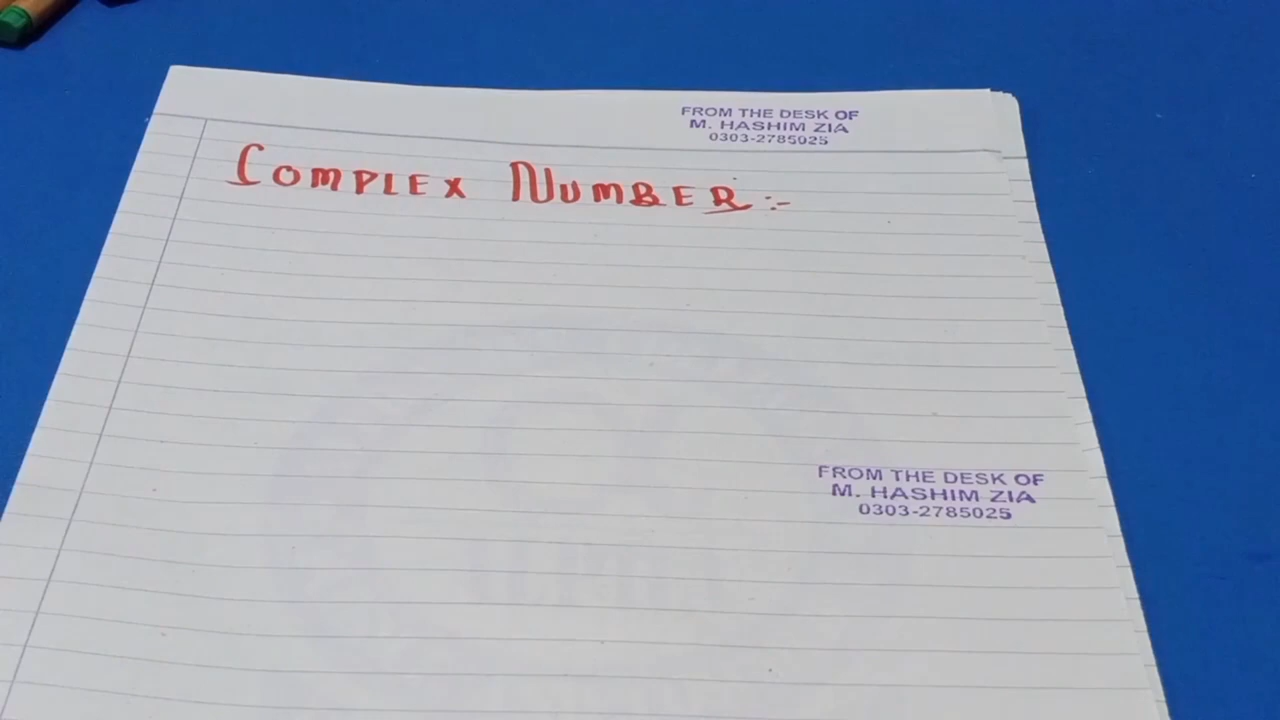 FROM THE DESK OF
M. HASHIM ZIA
0303-2785025
COMPLEX NUMBER:-
FROM THE DESK OF
M. HASHIM ZIA
0303-2785025